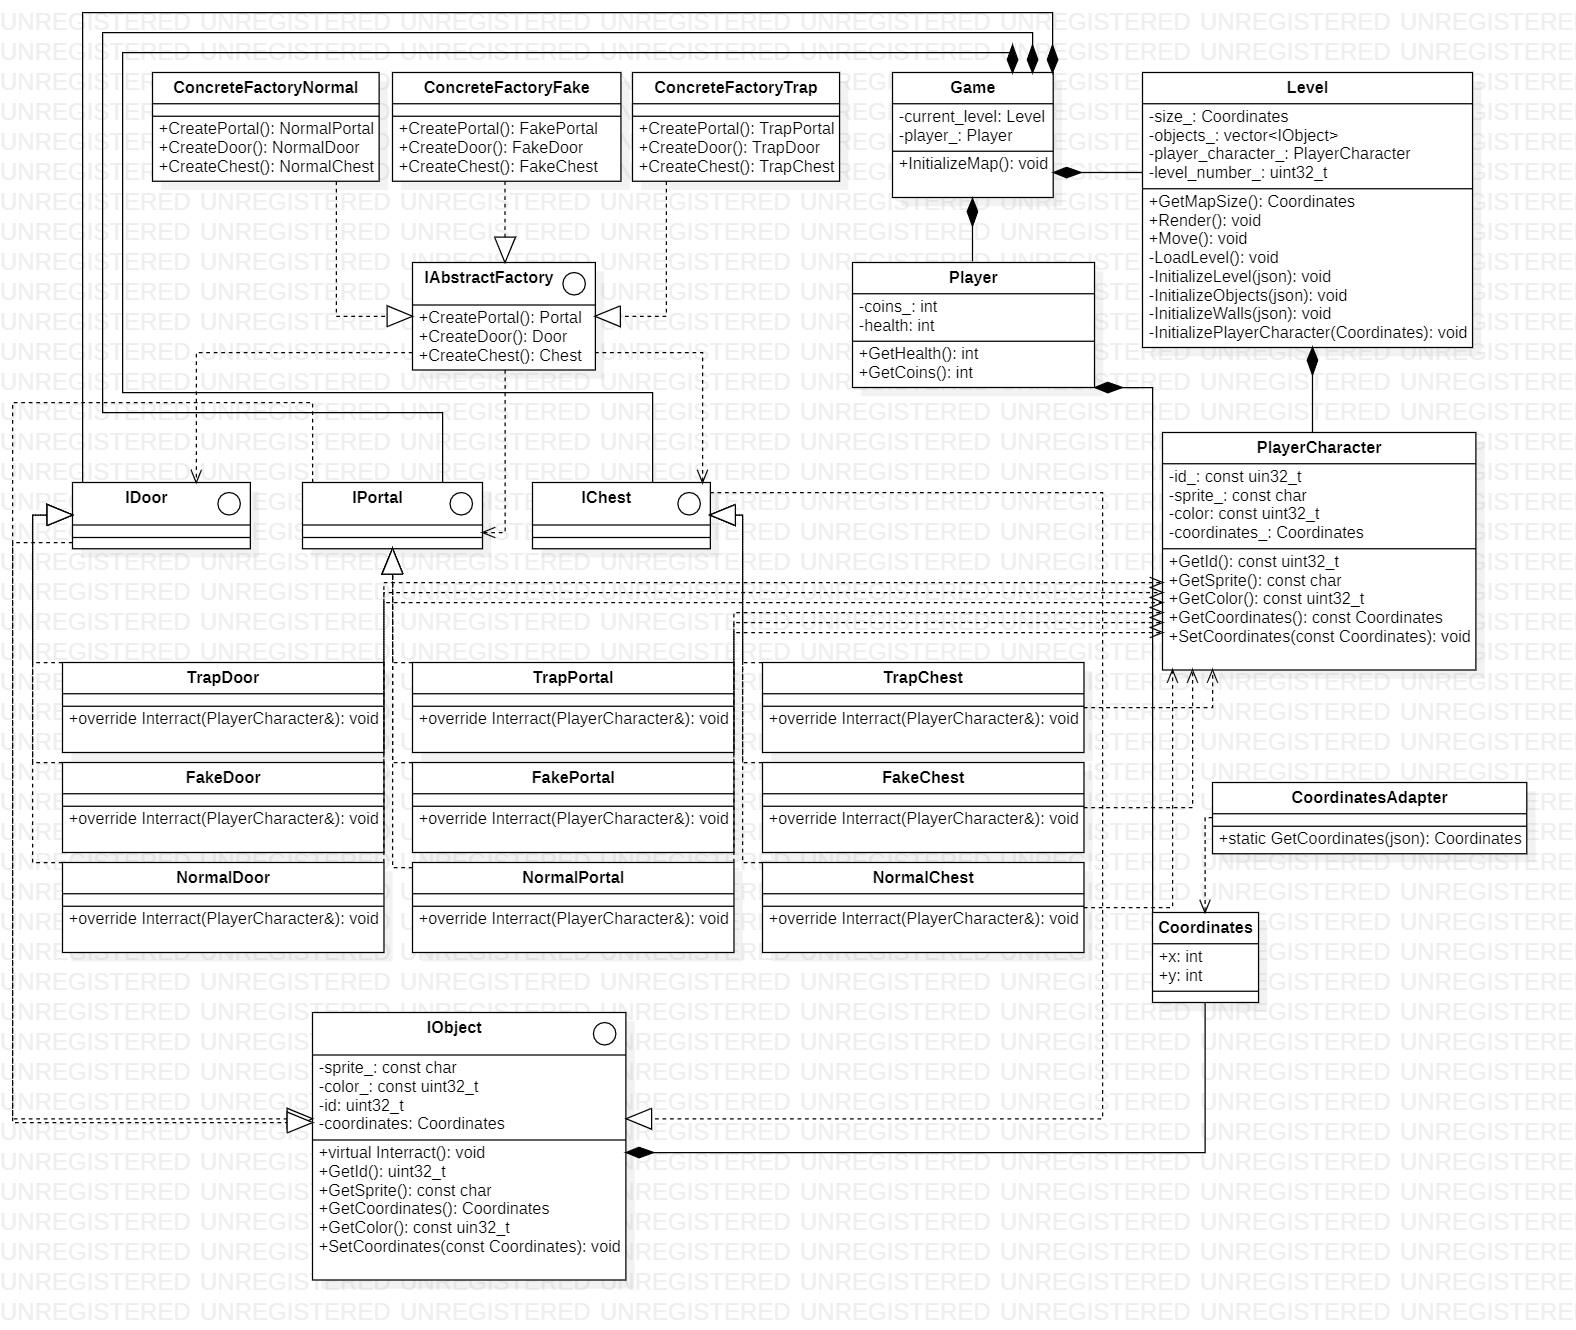 ConcreteFactoryNormal
+CreatePortal(): NormalPortal
+CreateDoor(): NormalDoor
+CreateChest(): NormalChest
ConcreteFactoryFake
+CreatePortal(): FakePortal
+CreateDoor(): FakeDoor
+CreateChest(): FakeChest
ConcreteFactoryTrap
+CreatePortal(): TrapPortal
+CreateDoor(): TrapDoor
+CreateChest(): TrapChest
Game
-current_level: Level
-player_: Player
+InitializeMap(): void
Level
-size_: Coordinates
-objects_: vector<IObject>
-player_character_: PlayerCharacter
-level_number_: uint32_t
+GetMapSize(): Coordinates
+Render(): void
+Move(): void
-LoadLevel(): void
-InitializeLevel(json): void
-InitializeObjects(json): void
-InitializeWalls(json): void
-InitializePlayerCharacter(Coordinates): void
IAbstractFactory
+CreatePortal(): Portal
+CreateDoor(): Door
+CreateChest(): Chest
Player
-coins_: int
-health: int
+GetHealth(): int
+GetCoins(): int
IDoor
IPortal
IChest
PlayerCharacter
-id_: const uin32_t
-sprite_: const char
-color: const uint32_t
-coordinates_: Coordinates
+GetId(): const uint32_t
+GetSprite(): const char
+GetColor(): const uint32_t
+GetCoordinates(): const Coordinates
+SetCoordinates(const Coordinates): void
TrapDoor
+override Interract(PlayerCharacter&): void
TrapPortal
+override Interract(PlayerCharacter&): void
TrapChest
+override Interract(PlayerCharacter&): void
FakeDoor
+override Interract(PlayerCharacter&): void
FakePortal
+override Interract(PlayerCharacter&): void
FakeChest
+override Interract(PlayerCharacter&): void
NormalDoor
+override Interract(PlayerCharacter&): void
NormalPortal
+override Interract(PlayerCharacter&): void
NormalChest
+override Interract(PlayerCharacter&): void
CoordinatesAdapter
+static GetCoordinates(json): Coordinates
Coordinates
+x: int
+y: int
IObject
-sprite_: const char
-color_: const uint32_t
-id: uint32_t
-coordinates: Coordinates
+virtual Interract(): void
+GetId(): uint32_t
+GetSprite(): const char
+GetCoordinates(): Coordinates
+GetColor(): const uin32_t
+SetCoordinates(const Coordinates): void
UNREGISTERED